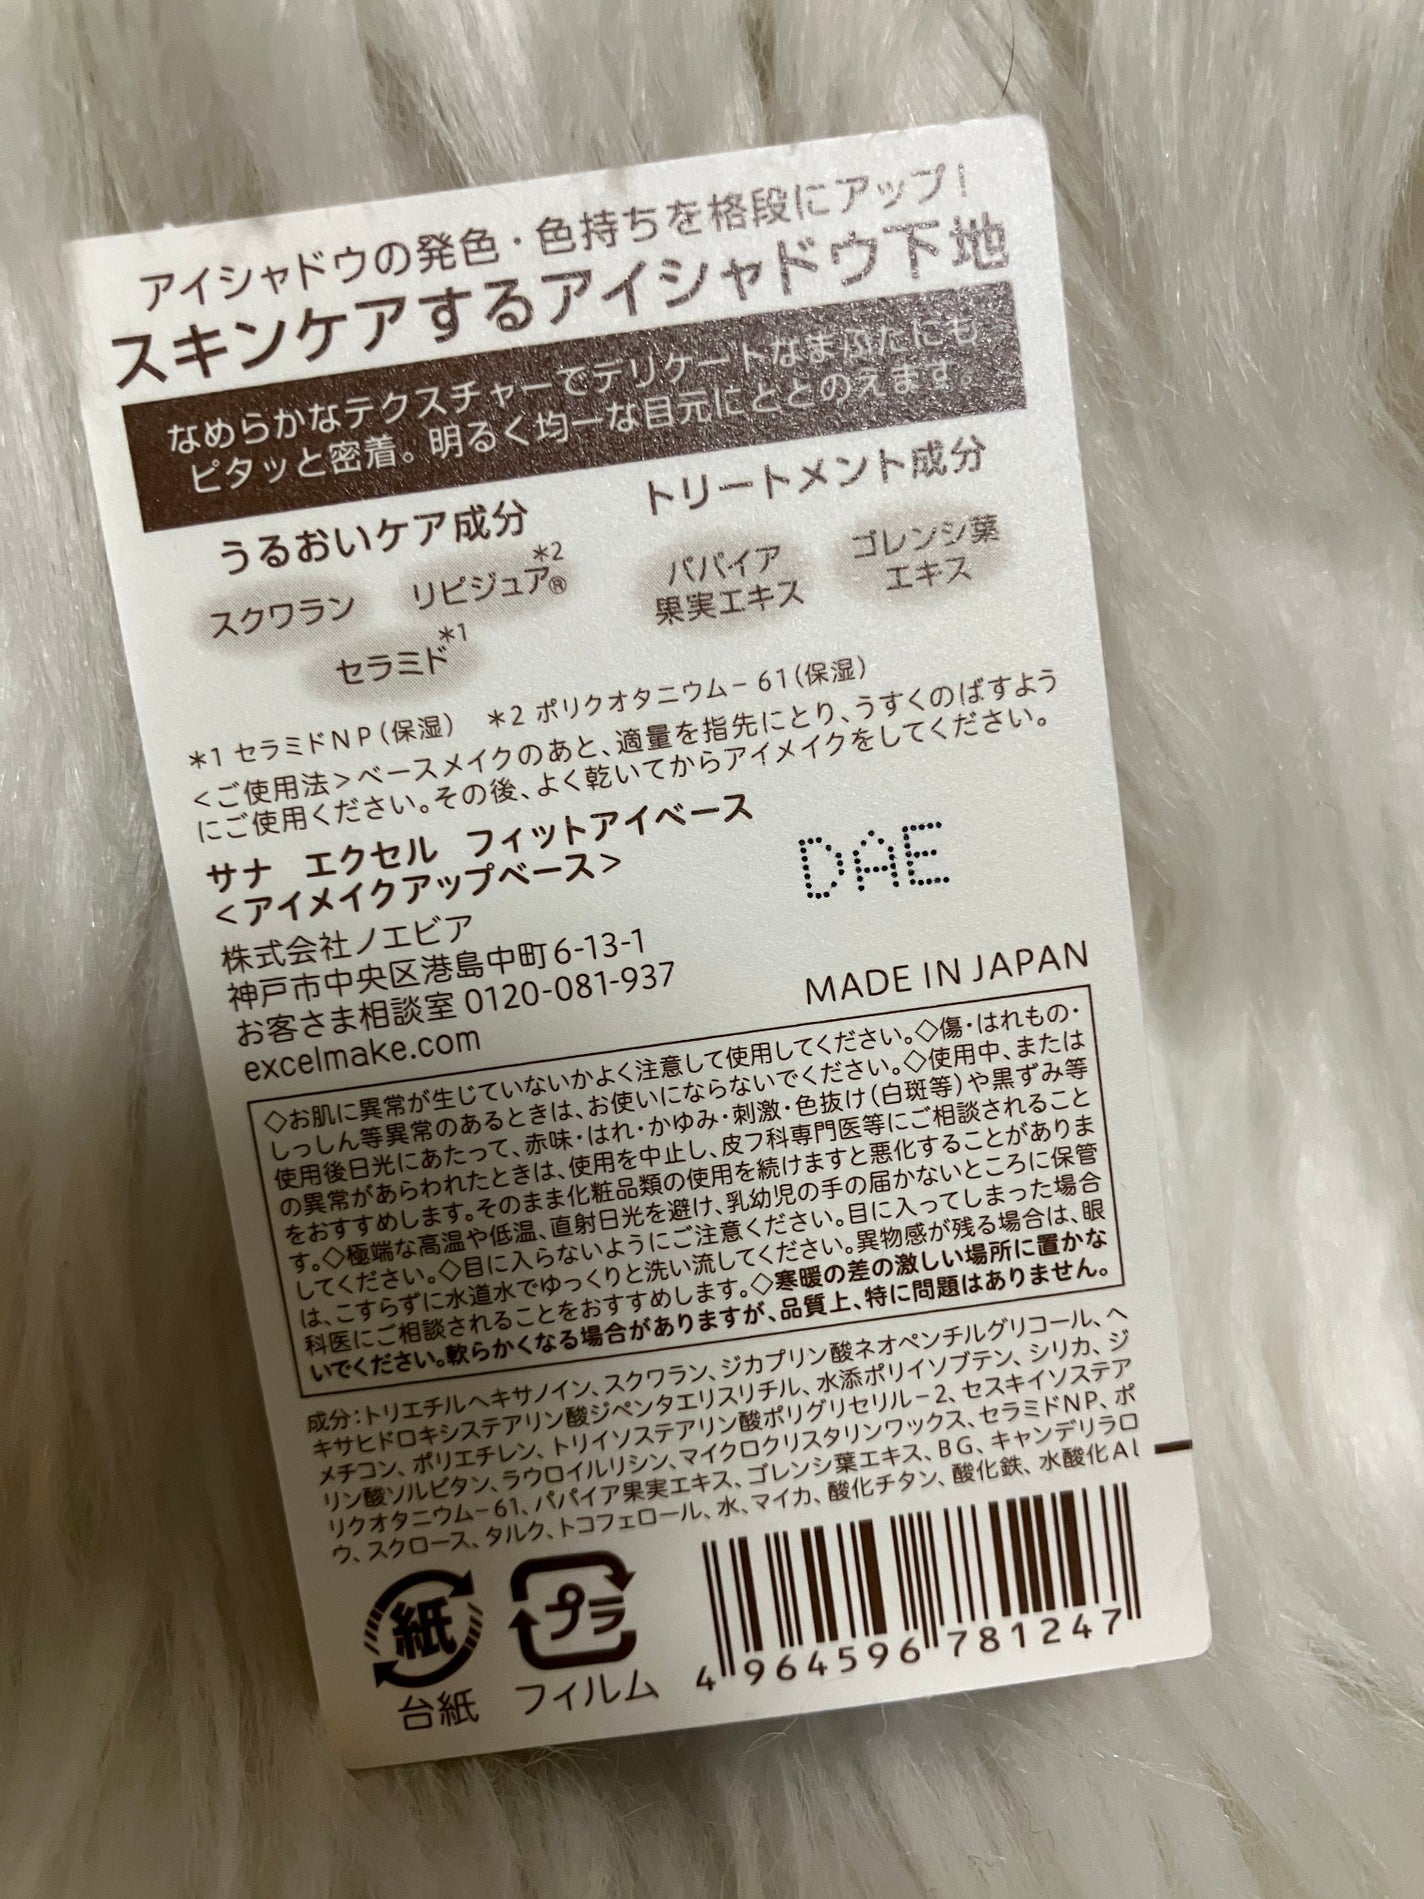 アイシャドウの発色・色持ちを格段にアップ!
スキンケアするアイシャドウ下地
なめらかなテクスチャーでデリケートなまぶたにも
ピタッと密着。明るく均一な目元にととのえます。
うるおいケア成分
スクワラン
リピジュア®*2
セラミド*1
トリートメント成分
パパイア
果実エキス
ゴレンシ葉
エキス
*1 セラミドNP(保湿) *2 ポリクオタニウム-61(保湿)
<ご使用法>ベースメイクのあと、適量を指先にとり、うすくのばすよう
にご使用ください。その後、よく乾いてからアイメイクをしてください。
サナ エクセル フィットアイベース
<アイメイクアップベース>
DAE
株式会社ノエビア
神戸市中央区港島中町6-13-1
お客さま相談室 0120-081-937
excelmake.com
MADE IN JAPAN
◇お肌に異常が生じていないかよく注意して使用してください。◇傷・はれもの・
しっしん等異常のあるときは、お使いにならないでください。◇使用中、または
使用後日光にあたって、赤味・はれ・かゆみ・刺激・色抜け(白斑等)や黒ずみ等
の異常があらわれたときは、使用を中止し、皮フ科専門医等にご相談されること
をおすすめします。そのまま化粧品類の使用を続けますと悪化することがありま
す。◇極端な高温や低温、直射日光を避け、乳幼児の手の届かないところに保管
してください。◇目に入らないようにご注意ください。目に入ってしまった場合
は、こすらずに水道水でゆっくりと洗い流してください。異物感が残る場合は、眼
科医にご相談されることをおすすめします。◇寒暖の差の激しい場所に置かな
いでください。軟らかくなる場合がありますが、品質上、特に問題はありません。
成分:トリエチルヘキサノイン、スクワラン、ジカプリン酸ネオペンチルグリコール、ヘ
キサヒドロキシステアリン酸ジペンタエリスリチル、水添ポリイソブテン、シリカ、ジ
メチコン、ポリエチレン、トリイソステアリン酸ポリグリセリル-2、セスキイソステア
リン酸ソルビタン、ラウロイルリシン、マイクロクリスタリンワックス、セラミドNP、ポ
リクオタニウム-61、パパイア果実エキス、ゴレンシ葉エキス、BG、キャンデリラロ
ウ、スクロース、タルク、トコフェロール、水、マイカ、酸化チタン、酸化鉄、水酸化Al
紙
台紙
プラ
フィルム
4 964596 781247